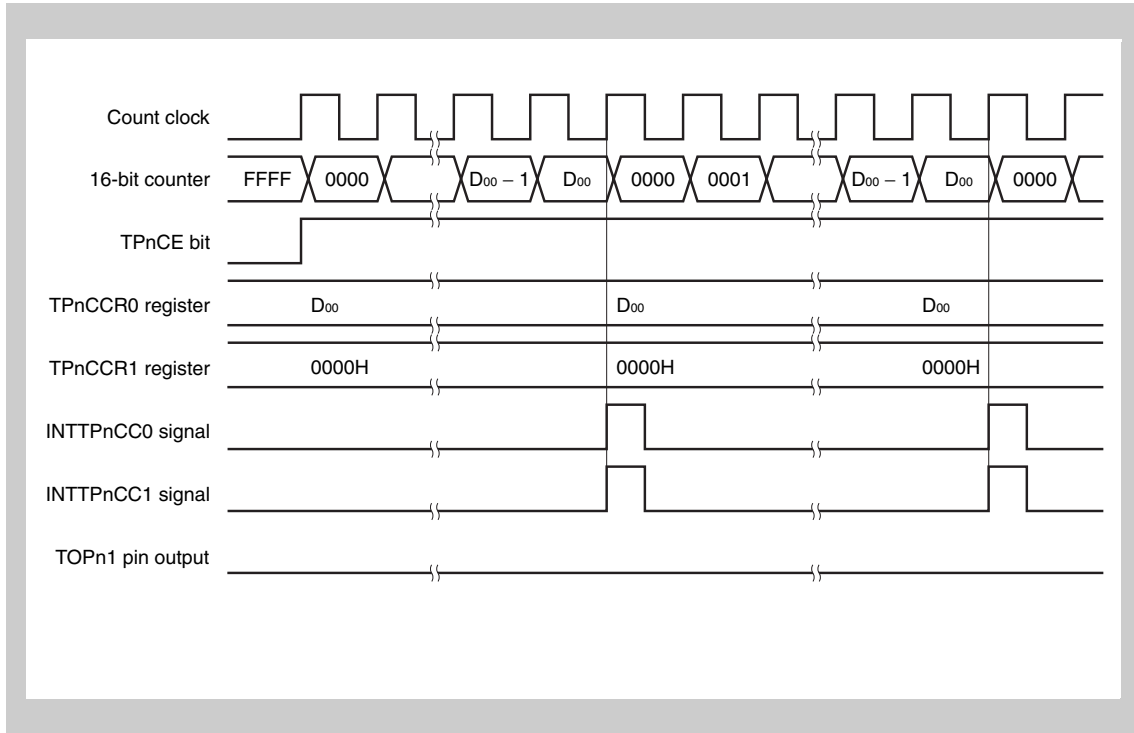 Count clock
16-bit counter FFFF 0000 D00 − 1 D00 0000 0001 D00 − 1 D00 0000
TPnCE bit
TPnCCR0 register D00 D00 D00
TPnCCR1 register 0000H 0000H 0000H
INTTPnCC0 signal
INTTPnCC1 signal
TOPn1 pin output